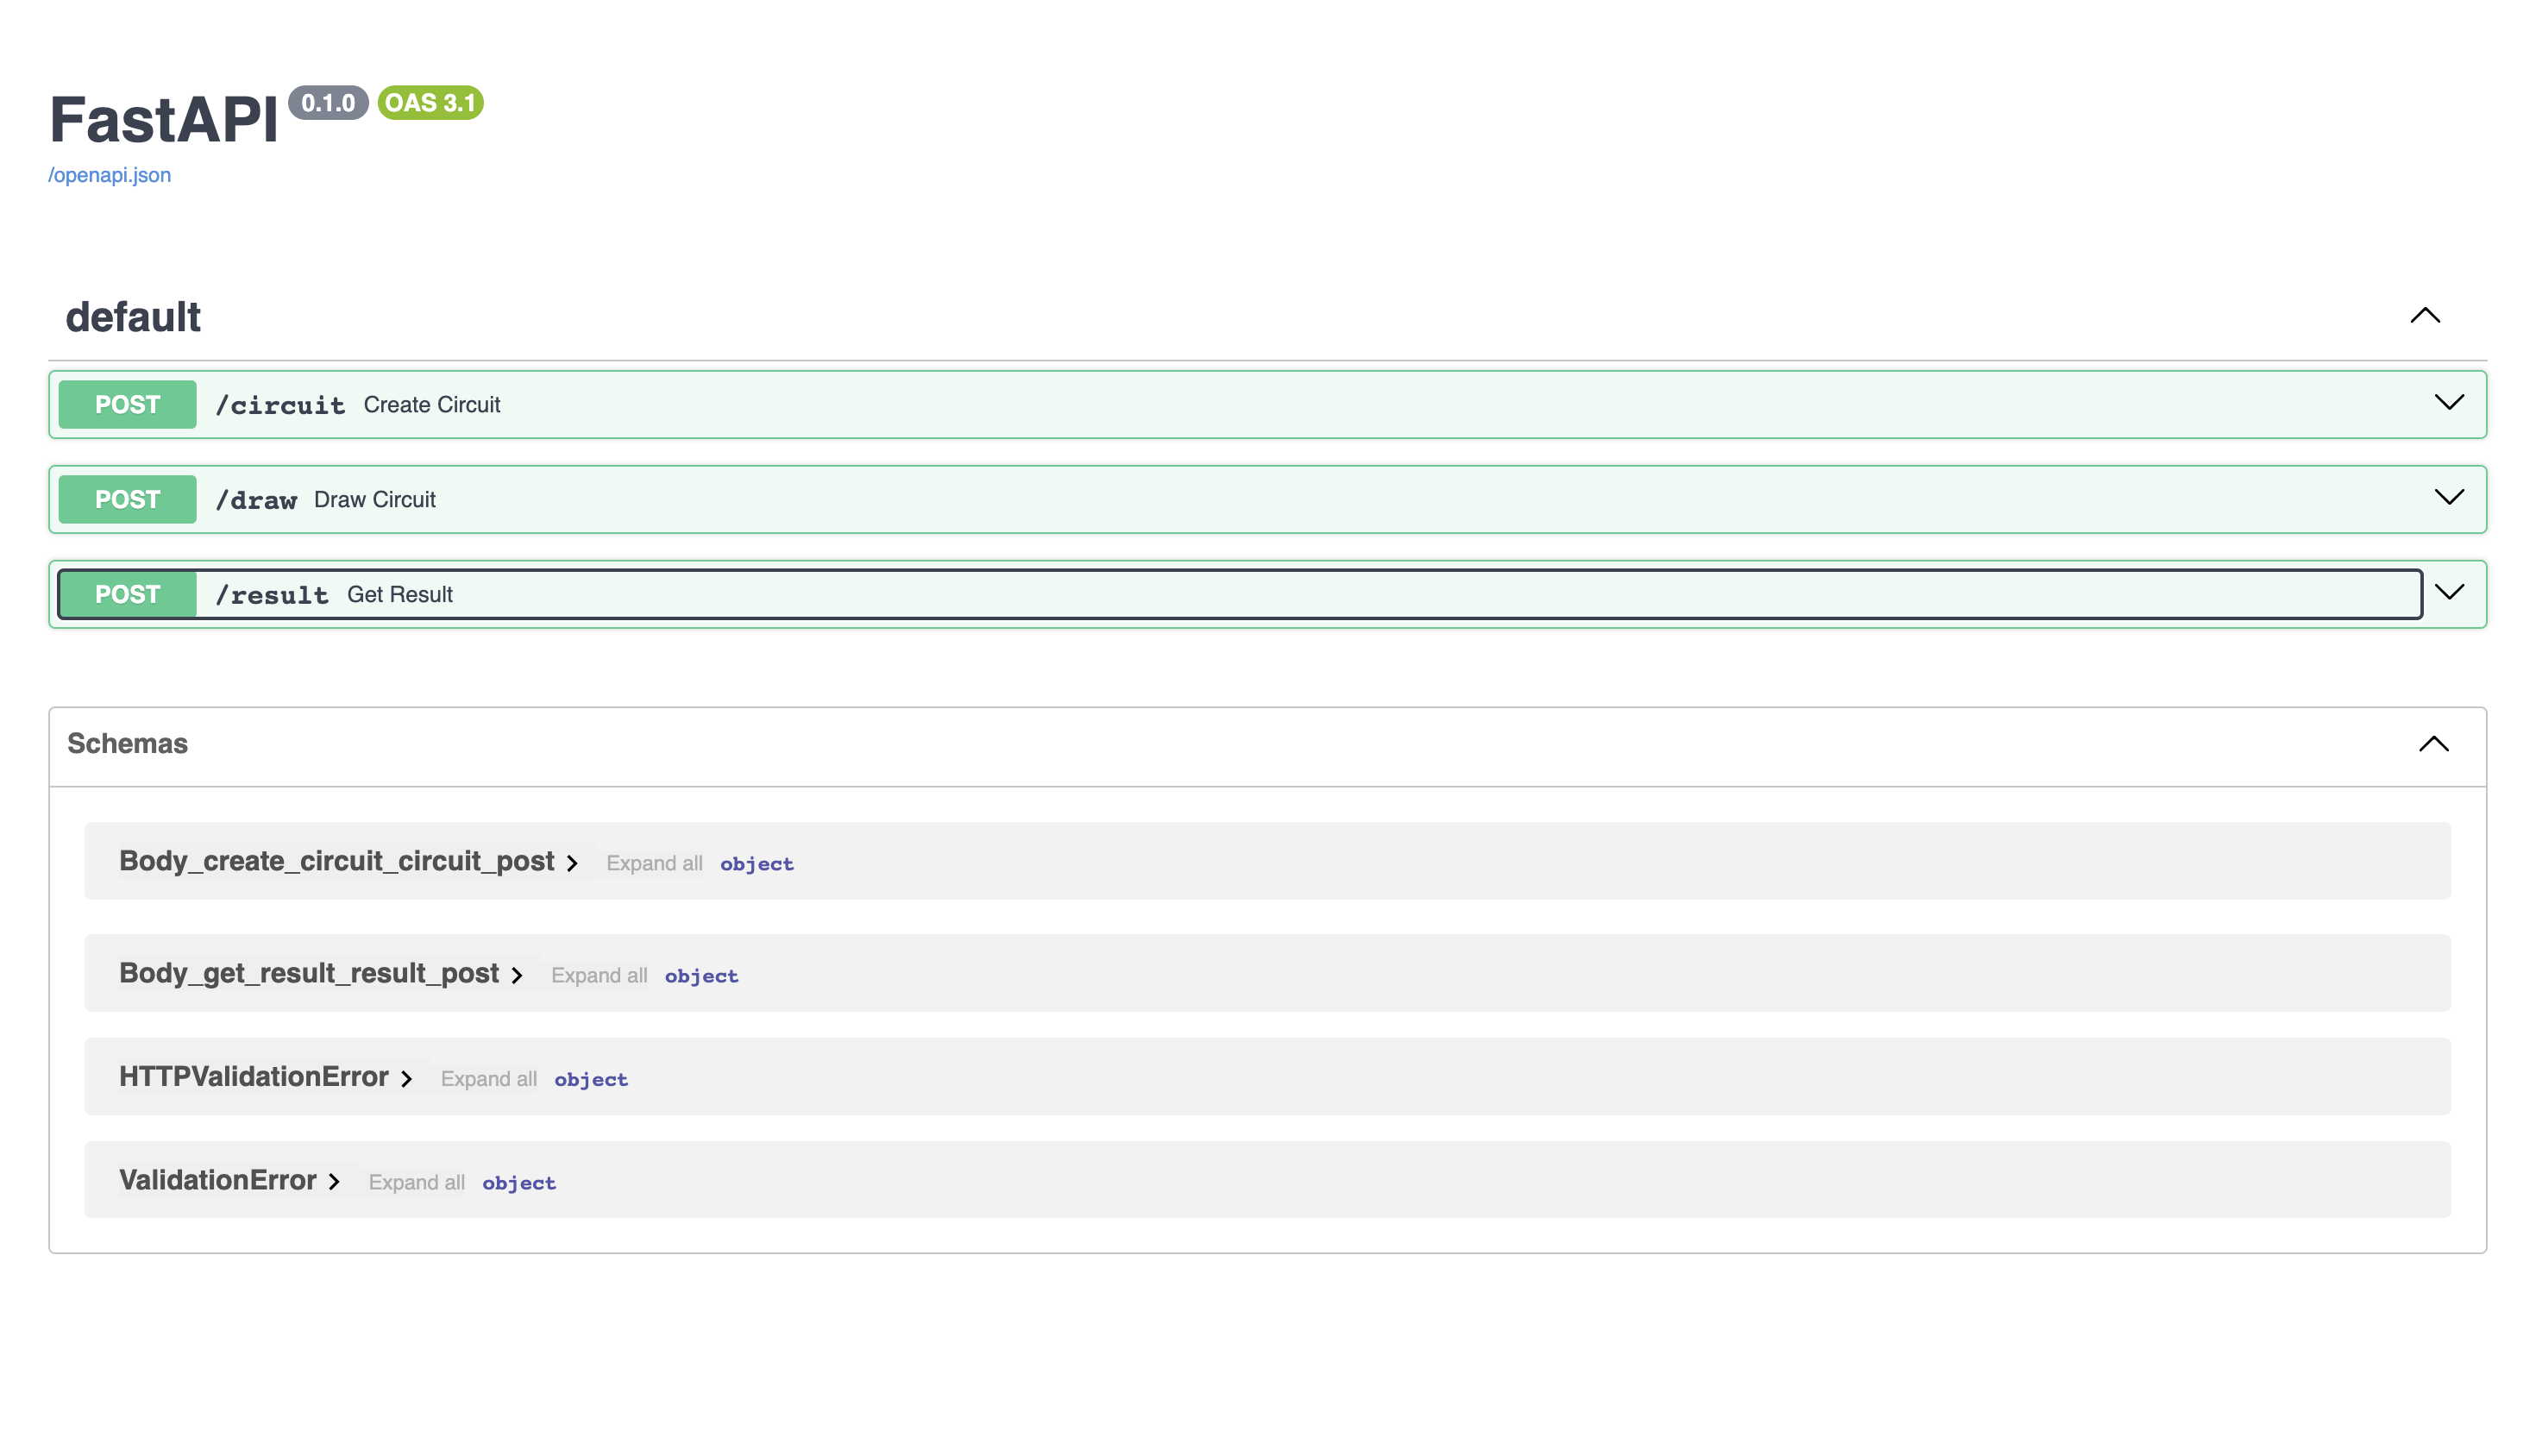 FastAPI 0.1.0 OAS 3.1
/openapi.json
default
POST /circuit Create Circuit
POST /draw Draw Circuit
POST /result Get Result
Schemas
Body_create_circuit_circuit_post Expand all object
Body_get_result_result_post Expand all object
HTTPValidationError Expand all object
ValidationError Expand all object